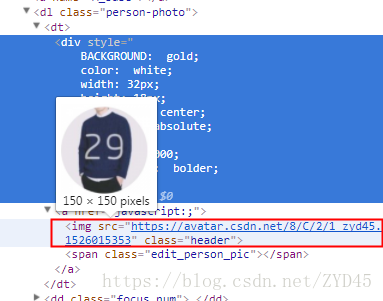 <dl class="person-photo">
<dt>
<div style="
BACKGROUND: gold;
color: white;
width: 32px;
center;
absolute;
000;
bolder;
$0
29
150 × 150 pixels
javascript:;">
<img src="https://avatar.csdn.net/8/C/2/1_zyd45.
1526015353" class="header">
<span class="edit_person_pic"></span>
</a>
</dt>
<dd class="focus_num">…</dd>
https://blog.csdn.net/ZYD45